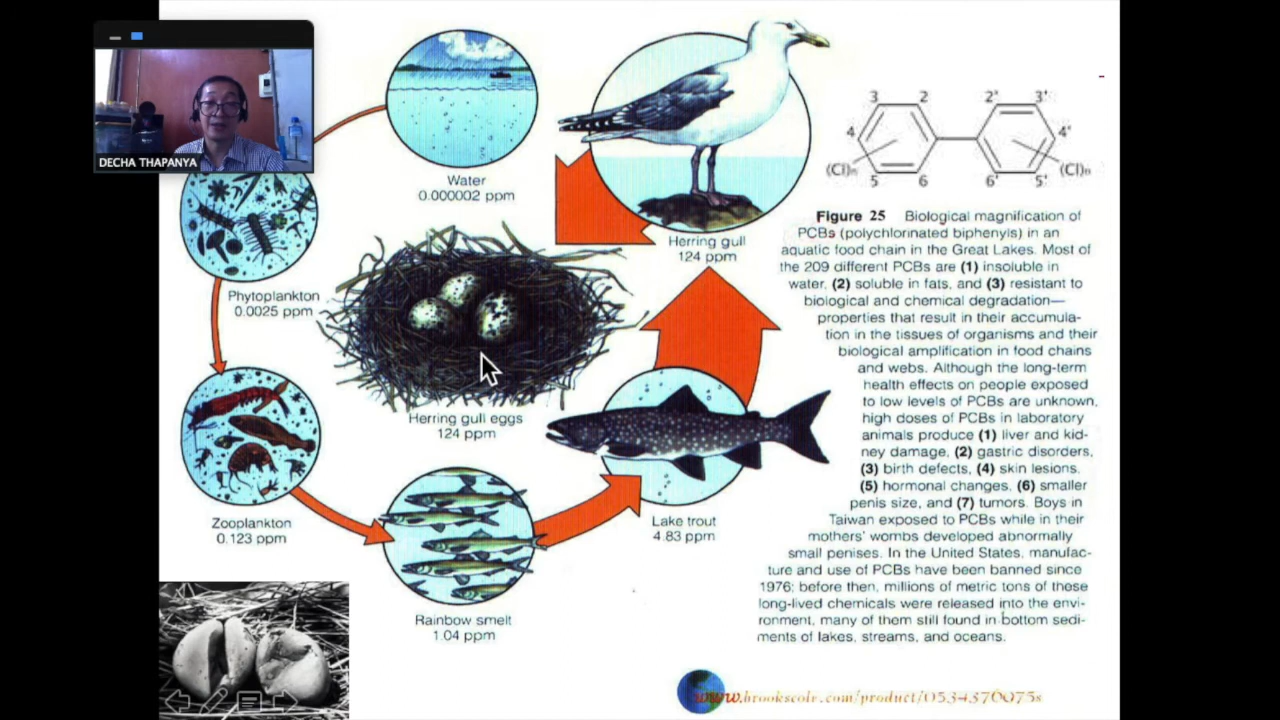 DECHA THAPANYA
Water
0.000002 ppm
Phytoplankton
0.0025 ppm
Zooplankton
0.123 ppm
Rainbow smelt
1.04 ppm
Lake trout
4.83 ppm
Herring gull
124 ppm
Herring gull eggs
124 ppm
3 2 2' 3'
4 4'
(Cl)n (Cl)n
5 6 6' 5'
Figure 25 Biological magnification of
PCBs (polychlorinated biphenyls) in an
aquatic food chain in the Great Lakes. Most of
the 209 different PCBs are (1) insoluble in
water, (2) soluble in fats, and (3) resistant to
biological and chemical degradation—
properties that result in their accumula-
tion in the tissues of organisms and their
biological amplification in food chains
and webs. Although the long-term
health effects on people exposed
to low levels of PCBs are unknown,
high doses of PCBs in laboratory
animals produce (1) liver and kid-
ney damage, (2) gastric disorders,
(3) birth defects, (4) skin lesions,
(5) hormonal changes, (6) smaller
penis size, and (7) tumors. Boys in
Taiwan exposed to PCBs while in their
mothers' wombs developed abnormally
small penises. In the United States, manufac-
ture and use of PCBs have been banned since
1976; before then, millions of metric tons of these
long-lived chemicals were released into the envi-
ronment, many of them still found in bottom sedi-
ments of lakes, streams, and oceans.
www.brookscole.com/product/0534376975s